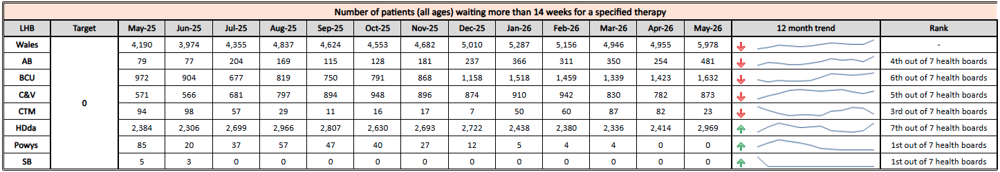 Number of patients (all ages) waiting more than 14 weeks for a specified therapy
LHB Target May-25 Jun-25 Jul-25 Aug-25 Sep-25 Oct-25 Nov-25 Dec-25 Jan-26 Feb-26 Mar-26 Apr-26 May-26 12 month trend Rank
Wales 4,190 3,974 4,355 4,837 4,624 4,553 4,682 5,010 5,287 5,156 4,946 4,955 5,978 -
AB 79 77 204 169 115 128 181 237 366 311 350 254 481 4th out of 7 health boards
BCU 972 904 677 819 750 791 868 1,158 1,518 1,459 1,339 1,423 1,632 6th out of 7 health boards
C&V 571 566 681 797 894 948 896 874 910 942 830 782 873 5th out of 7 health boards
0
CTM 94 98 57 29 11 16 17 7 50 60 87 82 23 3rd out of 7 health boards
HDda 2,384 2,306 2,699 2,966 2,807 2,630 2,693 2,722 2,438 2,380 2,336 2,414 2,969 7th out of 7 health boards
Powys 85 20 37 57 47 40 27 12 5 4 4 0 0 1st out of 7 health boards
SB 5 3 0 0 0 0 0 0 0 0 0 0 0 1st out of 7 health boards